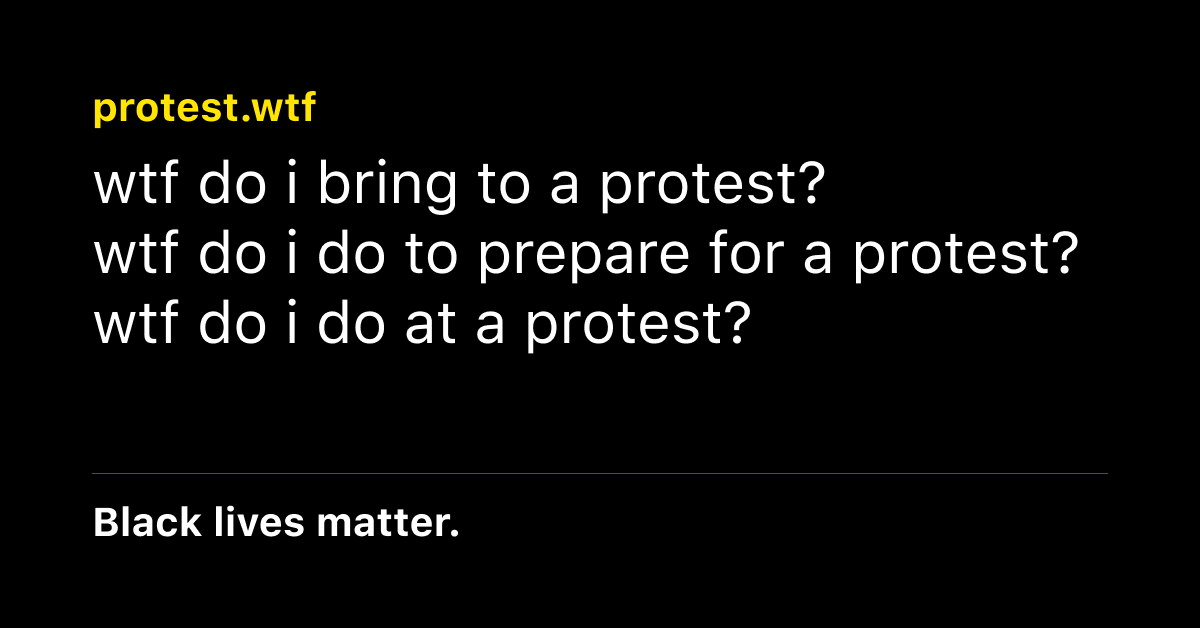 protest.wtf
wtf do i bring to a protest?
wtf do i do to prepare for a protest?
wtf do i do at a protest?
Black lives matter.